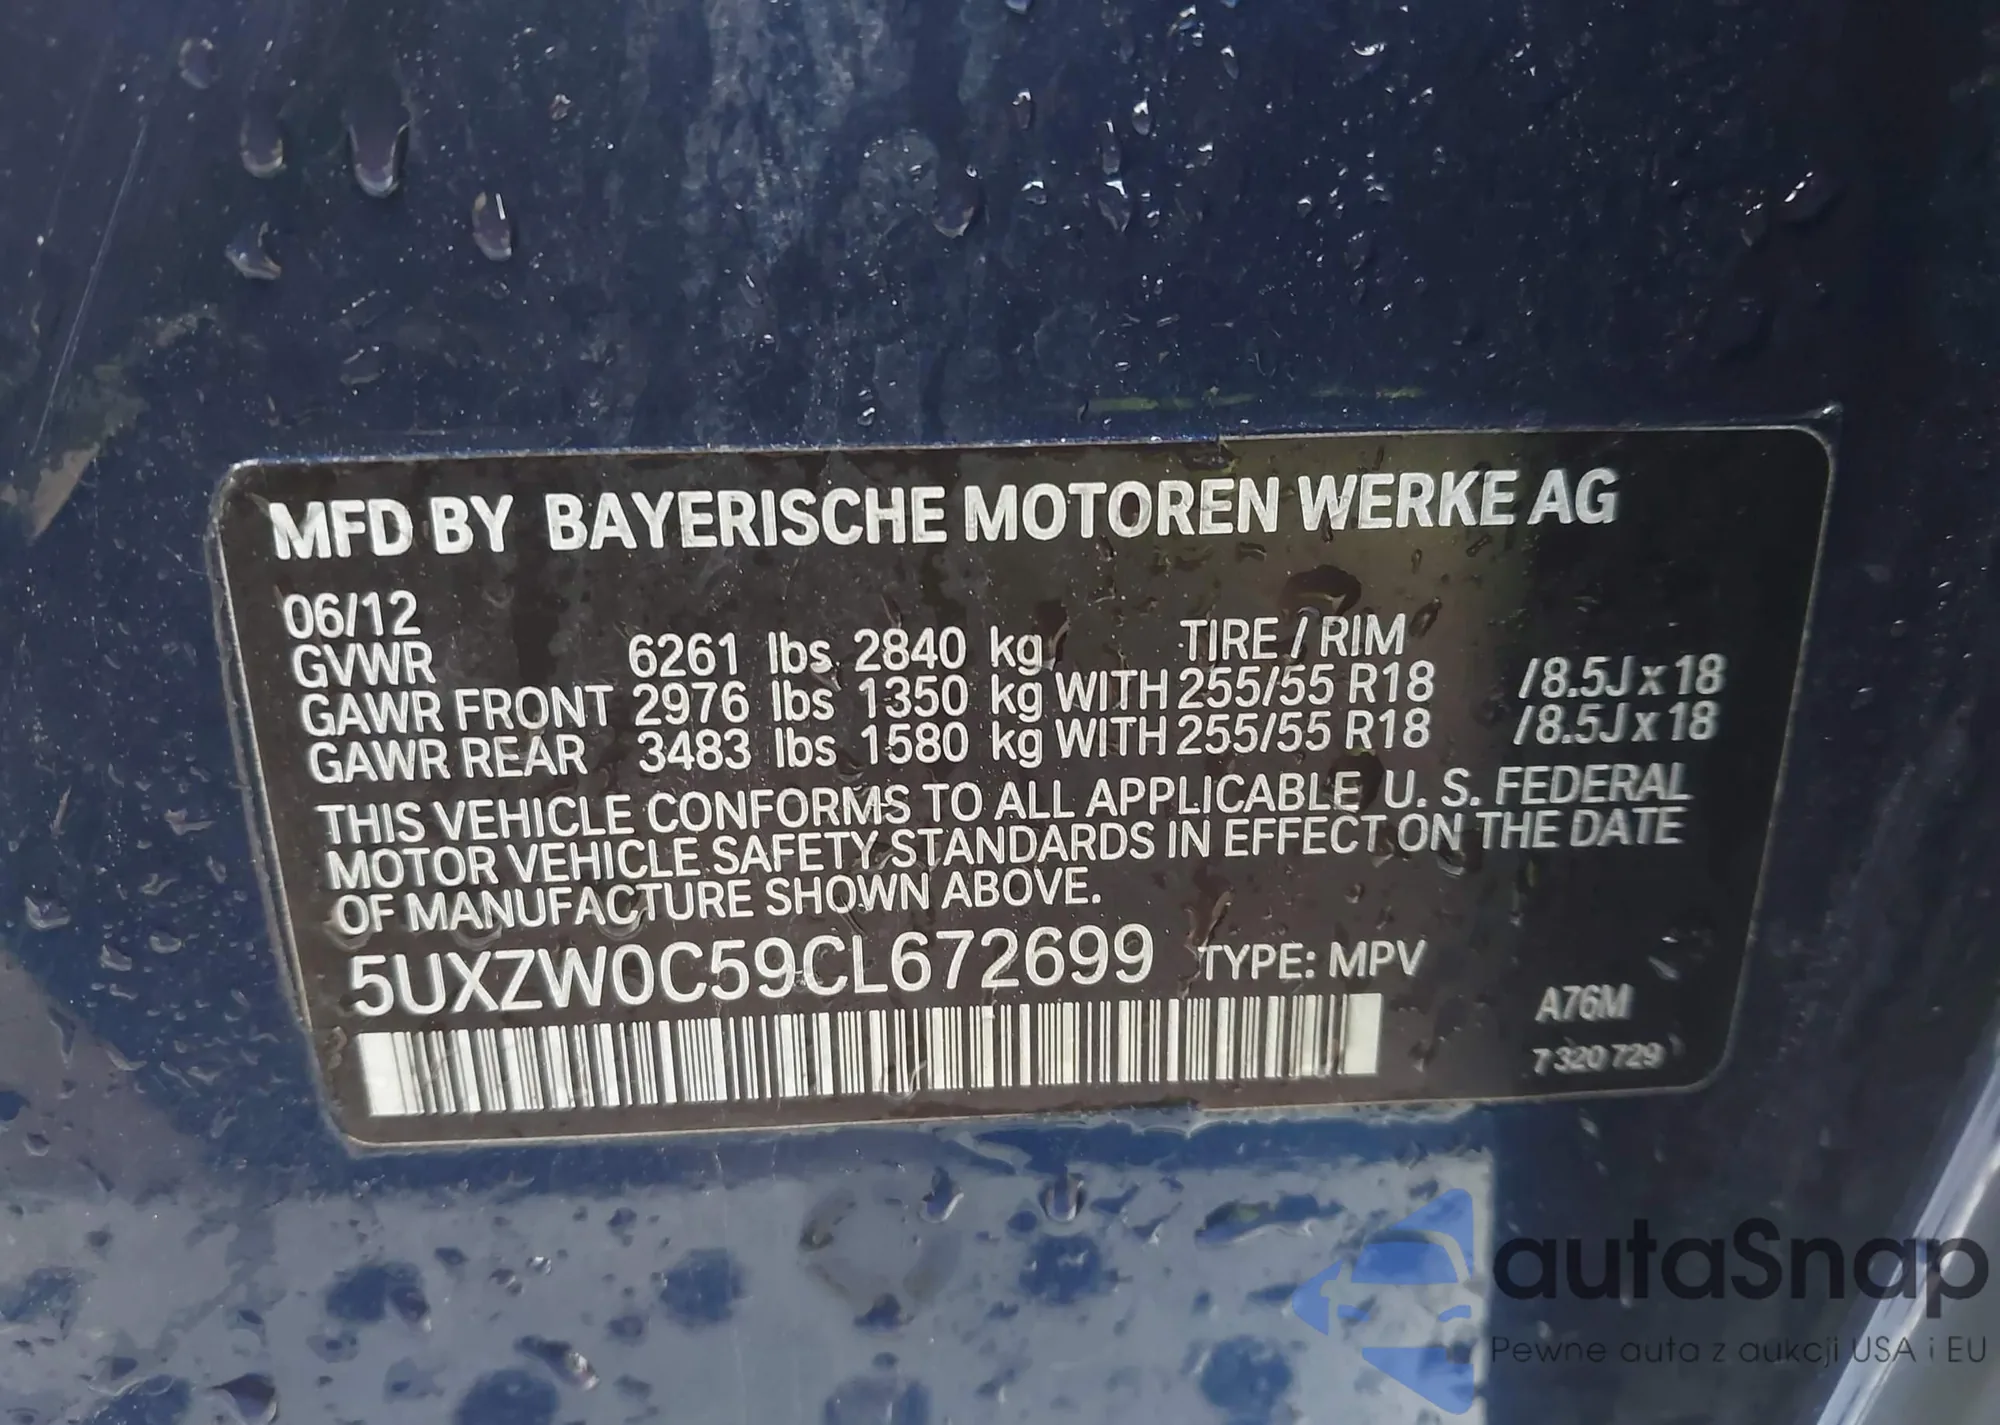 MFD BY BAYERISCHE MOTOREN WERKE AG
06/12
GVWR 6261 lbs 2840 kg TIRE / RIM
GAWR FRONT 2976 lbs 1350 kg WITH 255/55 R18 /8.5J x 18
GAWR REAR 3483 lbs 1580 kg WITH 255/55 R18 /8.5J x 18
THIS VEHICLE CONFORMS TO ALL APPLICABLE U. S. FEDERAL
MOTOR VEHICLE SAFETY STANDARDS IN EFFECT ON THE DATE
OF MANUFACTURE SHOWN ABOVE.
5UXZW0C59CL672699 TYPE: MPV
A76M
7 320 729
autaSnap
Pewne auta z aukcji USA i EU